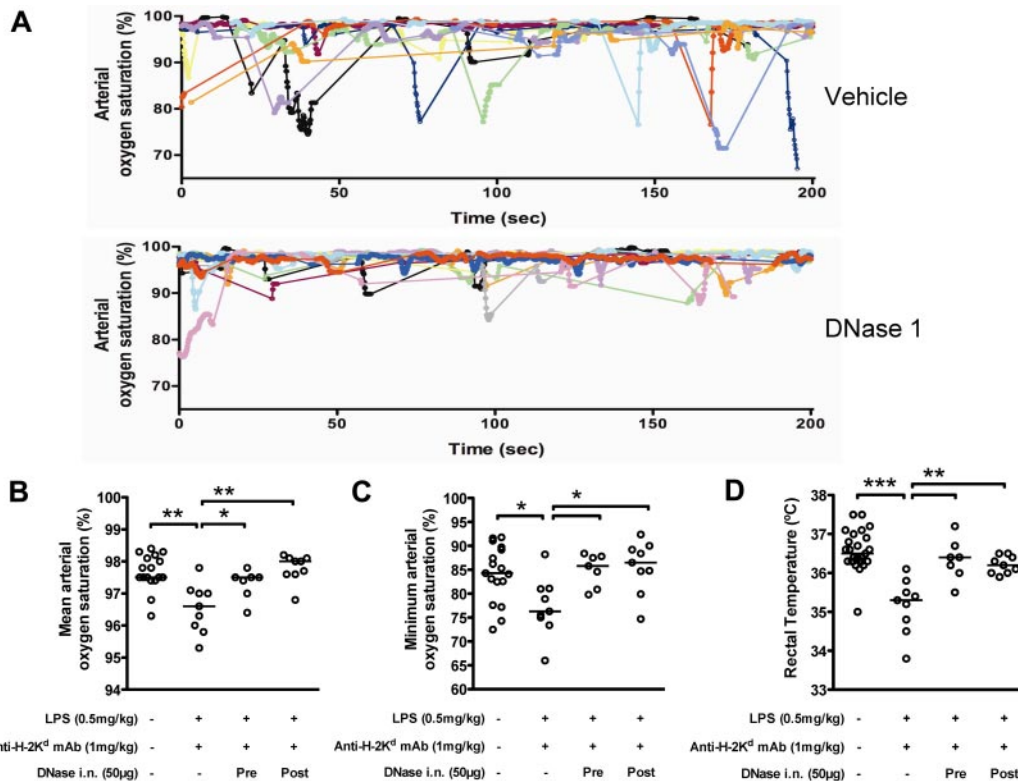 A
Arterial
oxygen saturation (%)
100
90
80
70
0 50 100 150 200
Time (sec)
Vehicle
Arterial
oxygen saturation (%)
100
90
80
70
0 50 100 150 200
Time (sec)
DNase 1
B
Mean arterial
oxygen saturation (%)
100
99
98
97
96
95
94
** * **
LPS (0.5mg/kg) - + + +
nti-H-2Kd mAb (1mg/kg) - + + +
DNase i.n. (50µg) - - Pre Post
C
Minimum arterial
oxygen saturation (%)
100
95
90
85
80
75
70
65
60
* *
LPS (0.5mg/kg) - + + +
Anti-H-2Kd mAb (1mg/kg) - + + +
DNase i.n. (50µg) - - Pre Post
D
Rectal Temperature (ºC)
38
37
36
35
34
33
*** **
LPS (0.5mg/kg) - + + +
Anti-H-2Kd mAb (1mg/kg) - + + +
DNase i.n. (50µg) - - Pre Post